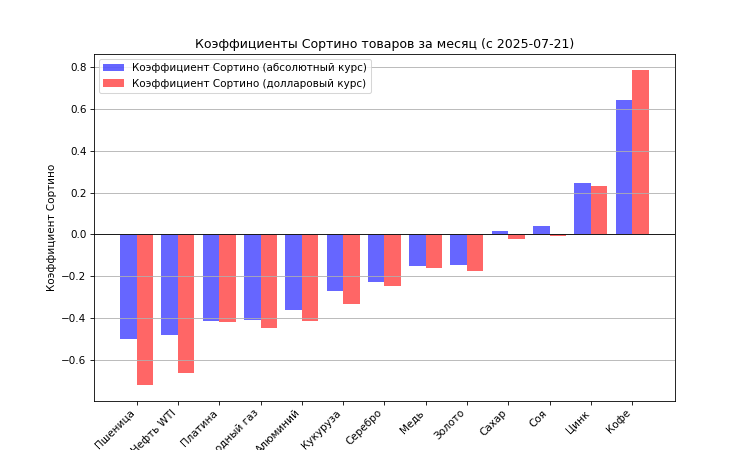 Коэффициенты Сортино товаров за месяц (с 2025-07-21)
Коэффициент Сортино (абсолютный курс)
Коэффициент Сортино (долларовый курс)
Коэффициент Сортино
0.8
0.6
0.4
0.2
0.0
−0.2
−0.4
−0.6
Пшеница
Нефть WTI
Платина
газ
Алюминий
Кукуруза
Серебро
Медь
Золото
Сахар
Соя
Цинк
Кофе